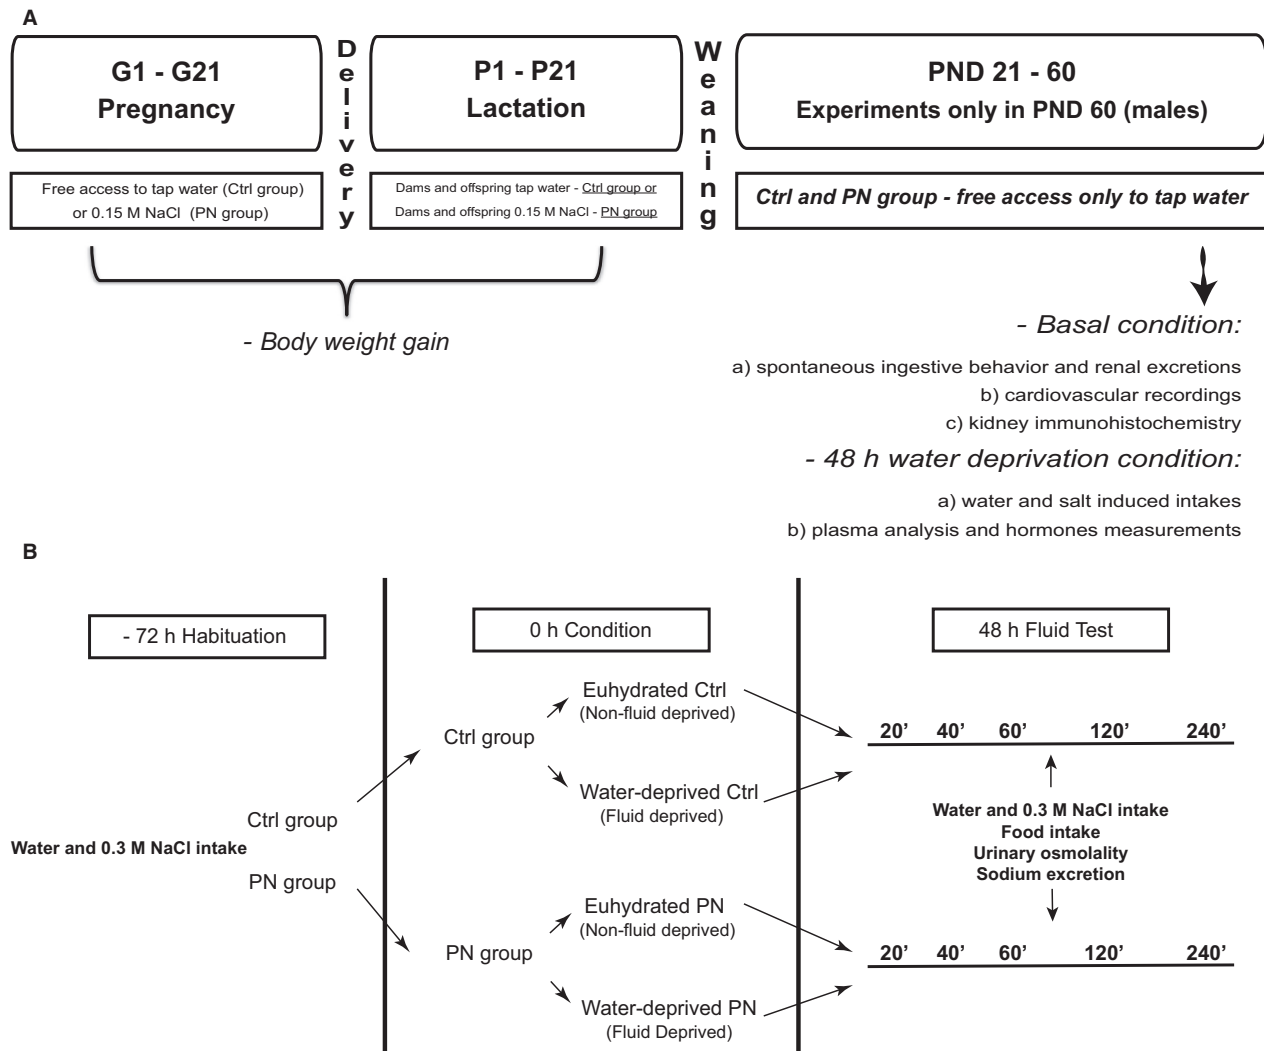 A
G1 - G21
Pregnancy
Free access to tap water (Ctrl group)
or 0.15 M NaCl (PN group)
Delivery
P1 - P21
Lactation
Dams and offspring tap water - Ctrl group or
Dams and offspring 0.15 M NaCl - PN group
Weaning
PND 21 - 60
Experiments only in PND 60 (males)
Ctrl and PN group - free access only to tap water
- Body weight gain
- Basal condition:
a) spontaneous ingestive behavior and renal excretions
b) cardiovascular recordings
c) kidney immunohistochemistry
- 48 h water deprivation condition:
a) water and salt induced intakes
b) plasma analysis and hormones measurements
B
- 72 h Habituation
Ctrl group
Water and 0.3 M NaCl intake
PN group
0 h Condition
Ctrl group
Euhydrated Ctrl
(Non-fluid deprived)
Water-deprived Ctrl
(Fluid deprived)
PN group
Euhydrated PN
(Non-fluid deprived)
Water-deprived PN
(Fluid Deprived)
48 h Fluid Test
20’ 40’ 60’ 120’ 240’
Water and 0.3 M NaCl intake
Food intake
Urinary osmolality
Sodium excretion
20’ 40’ 60’ 120’ 240’